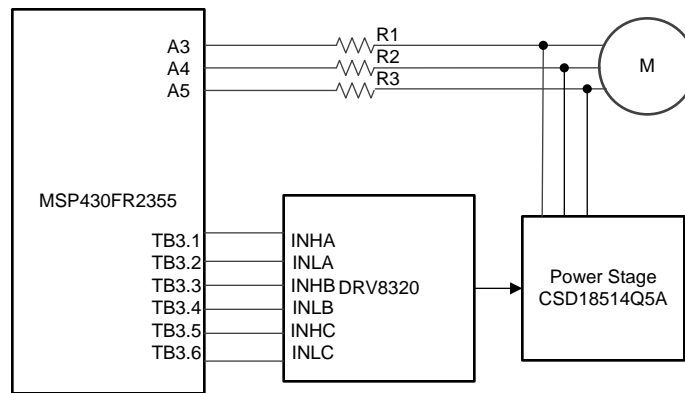 A3
R1
A4
R2
A5
R3
M
MSP430FR2355
TB3.1
INHA
TB3.2
INLA
TB3.3
INHB
DRV8320
TB3.4
INLB
TB3.5
INHC
TB3.6
INLC
Power Stage
CSD18514Q5A